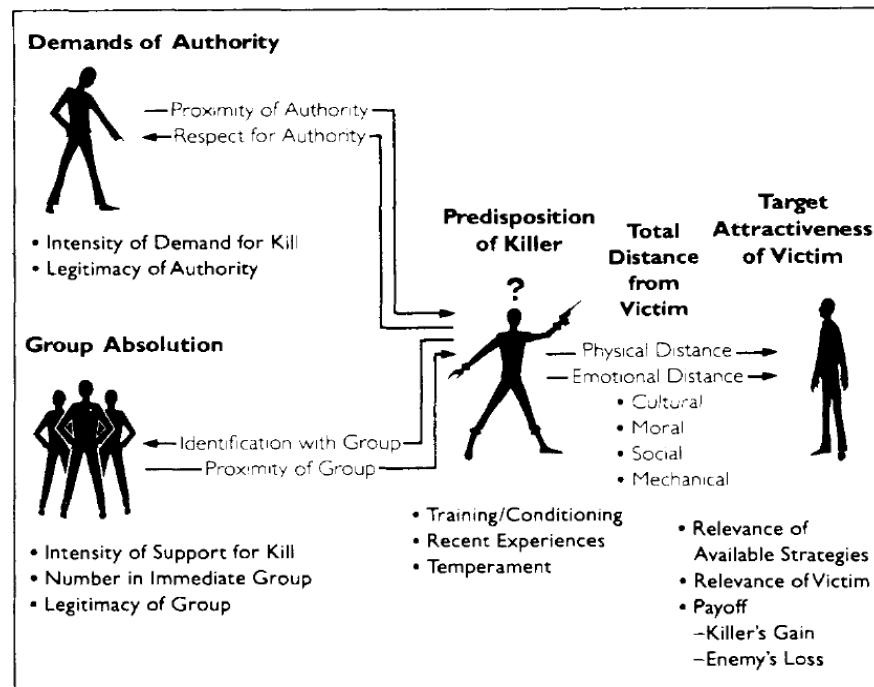 Demands of Authority
Proximity of Authority
Respect for Authority
• Intensity of Demand for Kill
• Legitimacy of Authority
Group Absolution
Identification with Group
Proximity of Group
• Intensity of Support for Kill
• Number in Immediate Group
• Legitimacy of Group
Predisposition
of Killer
?
• Training/Conditioning
• Recent Experiences
• Temperament
Total
Distance
from
Victim
Physical Distance
Emotional Distance
• Cultural
• Moral
• Social
• Mechanical
Target
Attractiveness
of Victim
• Relevance of
Available Strategies
• Relevance of Victim
• Payoff
–Killer's Gain
–Enemy's Loss